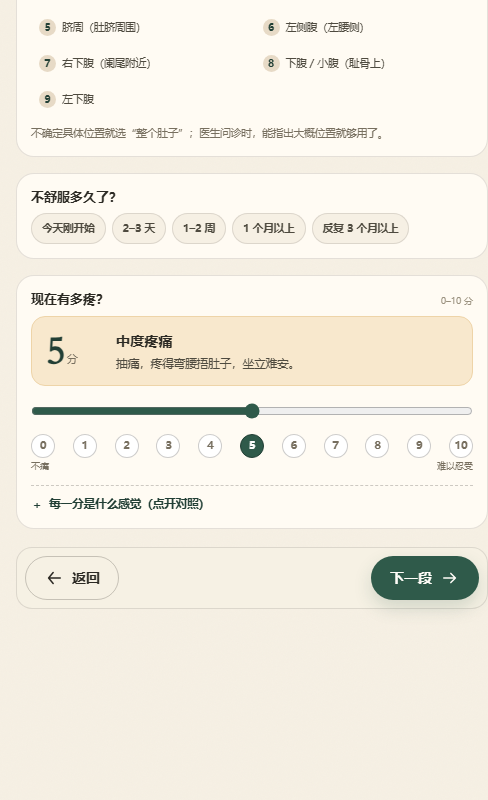 5 脐周（肚脐周围）
6 左侧腹（左腰侧）
7 右下腹（阑尾附近）
8 下腹 / 小腹（耻骨上）
9 左下腹
不确定具体位置就选“整个肚子”；医生问诊时，能指出大概位置就够用了。
不舒服多久了？
今天刚开始 2–3 天 1–2 周 1 个月以上 反复 3 个月以上
现在有多疼？ 0–10 分
5分 中度疼痛
抽痛，疼得弯腰捂肚子，坐立难安。
0 1 2 3 4 5 6 7 8 9 10
不痛 难以忍受
+ 每一分是什么感觉（点开对照）
← 返回 下一段 →